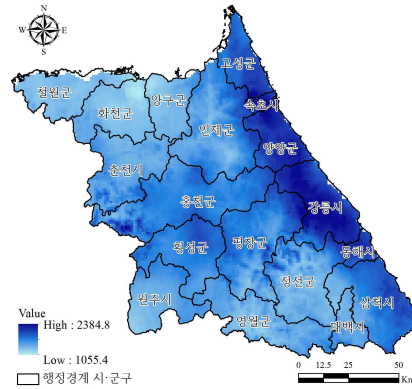 N
W E
S
고성군
철원군
화천군
양구군
속초시
인제군
양양군
춘천시
강릉시
홍천군
횡성군
평창군
동해시
정선군
삼척시
원주시
영월군
태백시
Value
High : 2384.8
Low : 1055.4
행정경계 시·군구
0 12.5 25 50
Km